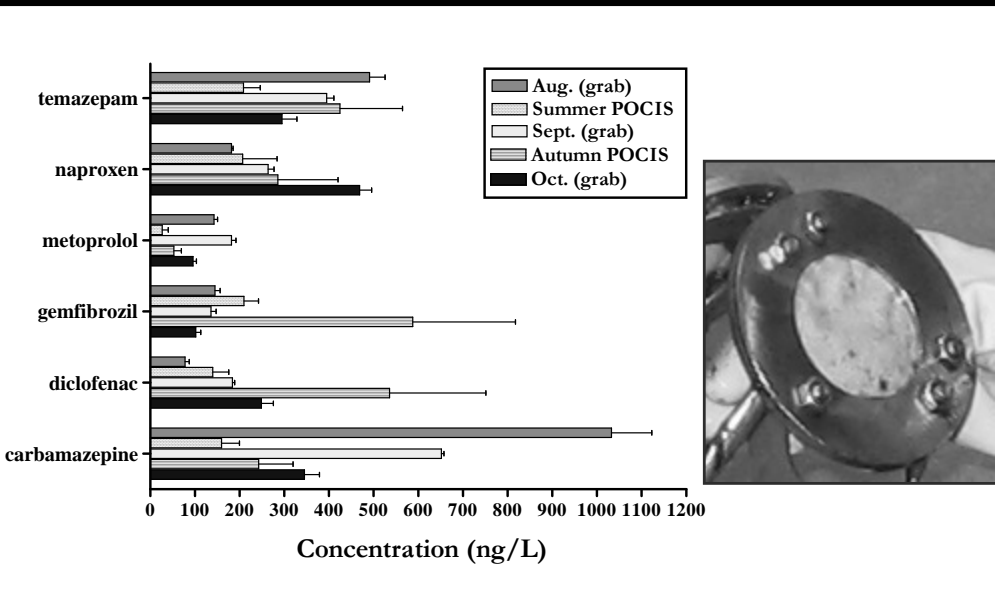 temazepam
naproxen
metoprolol
gemfibrozil
diclofenac
carbamazepine
Aug. (grab)
Summer POCIS
Sept. (grab)
Autumn POCIS
Oct. (grab)
0 100 200 300 400 500 600 700 800 900 1000 1100 1200
Concentration (ng/L)